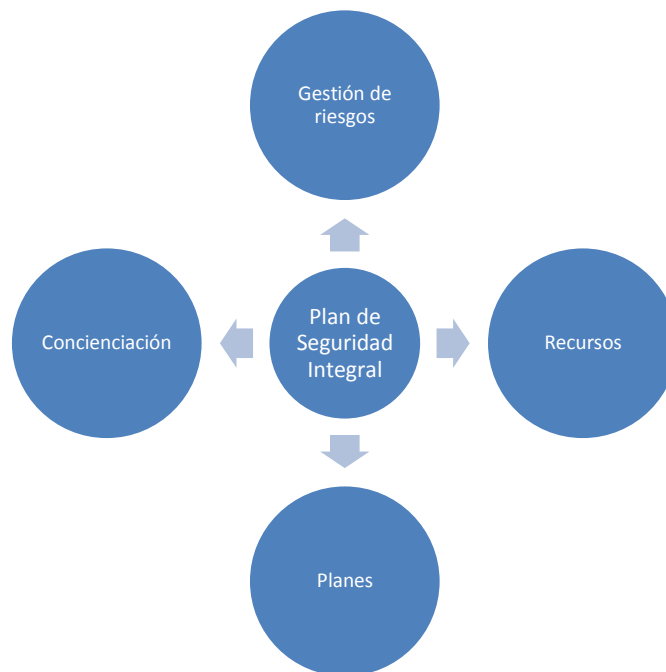 Gestión de
riesgos
Concienciación
Plan de
Seguridad
Integral
Recursos
Planes